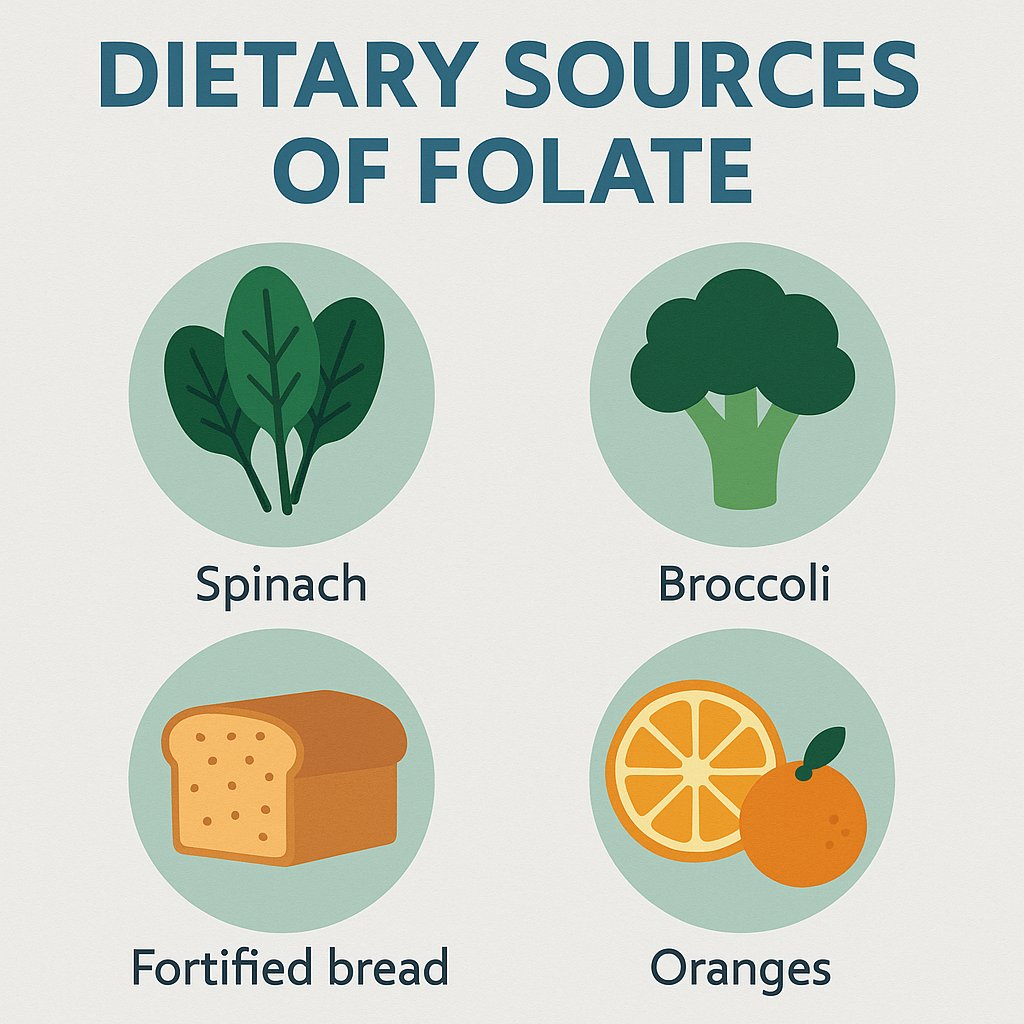 DIETARY SOURCES
OF FOLATE
Spinach
Broccoli
Fortified bread
Oranges